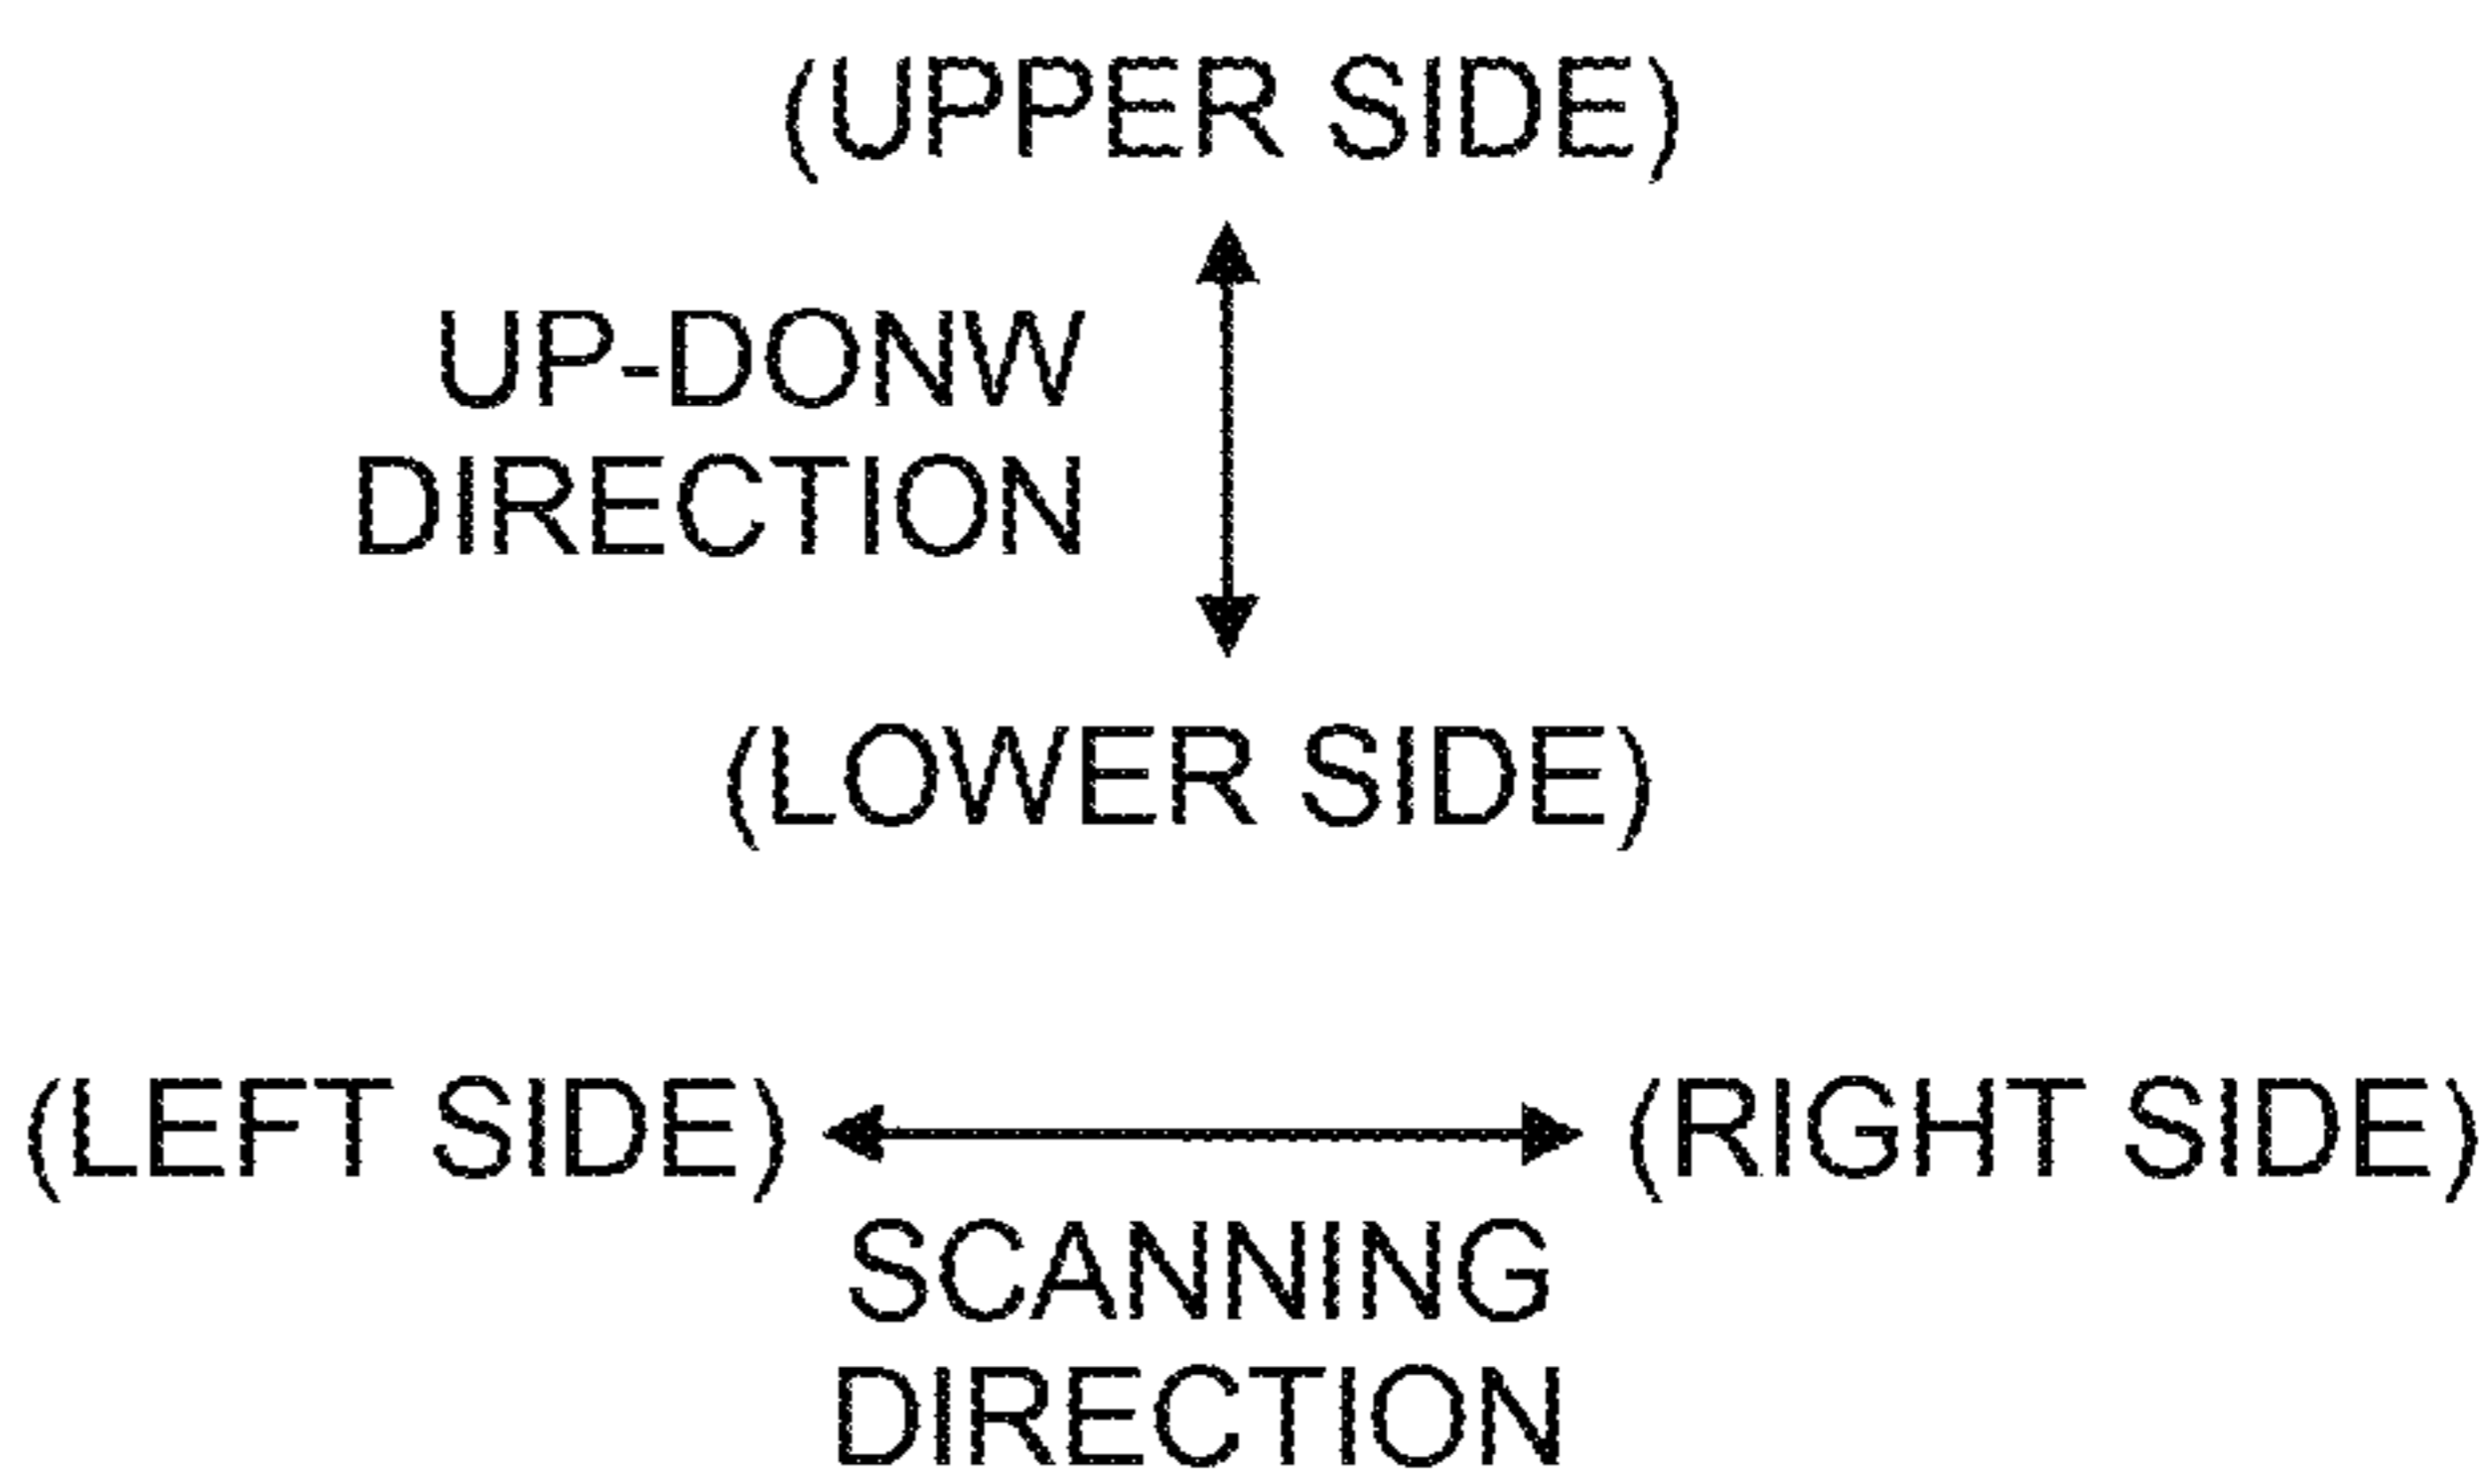 (UPPER SIDE)
UP-DONW
DIRECTION
(LOWER SIDE)
(LEFT SIDE) (RIGHT SIDE)
SCANNING
DIRECTION